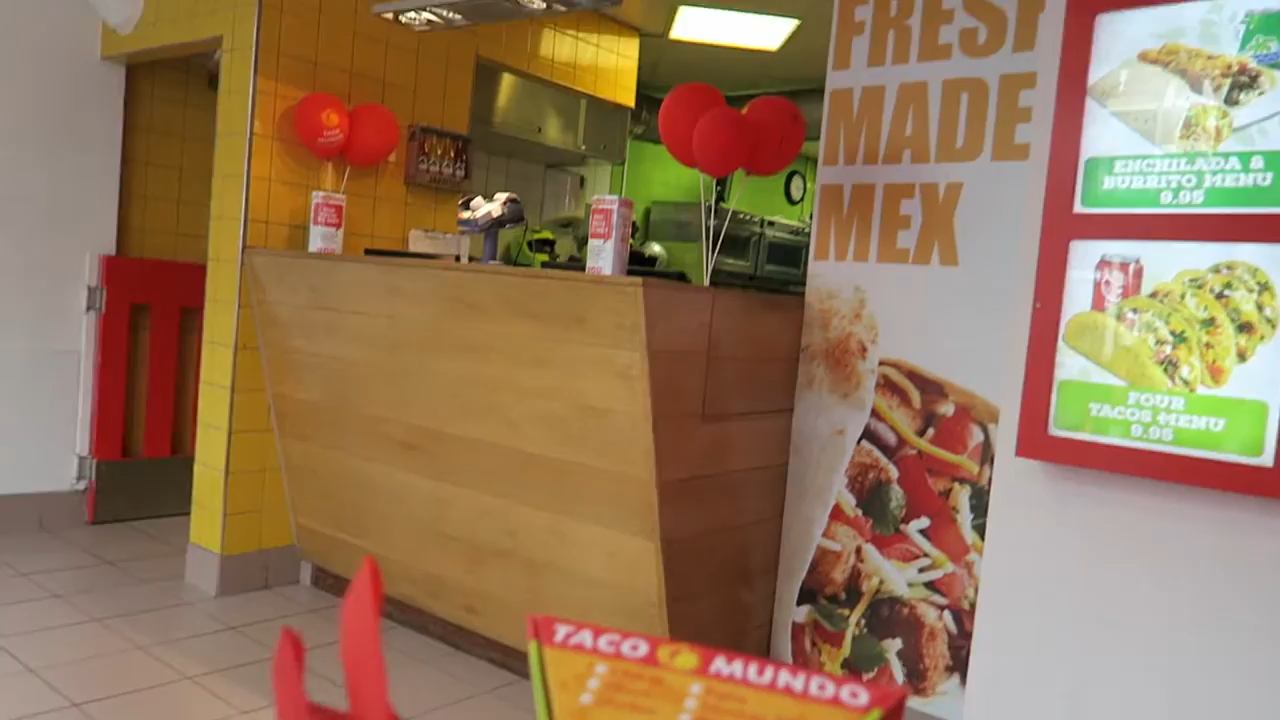 FRESH
MADE
MEX
ENCHILADA &
BURRITO MENU
9.95
FOUR
TACOS MENU
9.95
TACO MUNDO